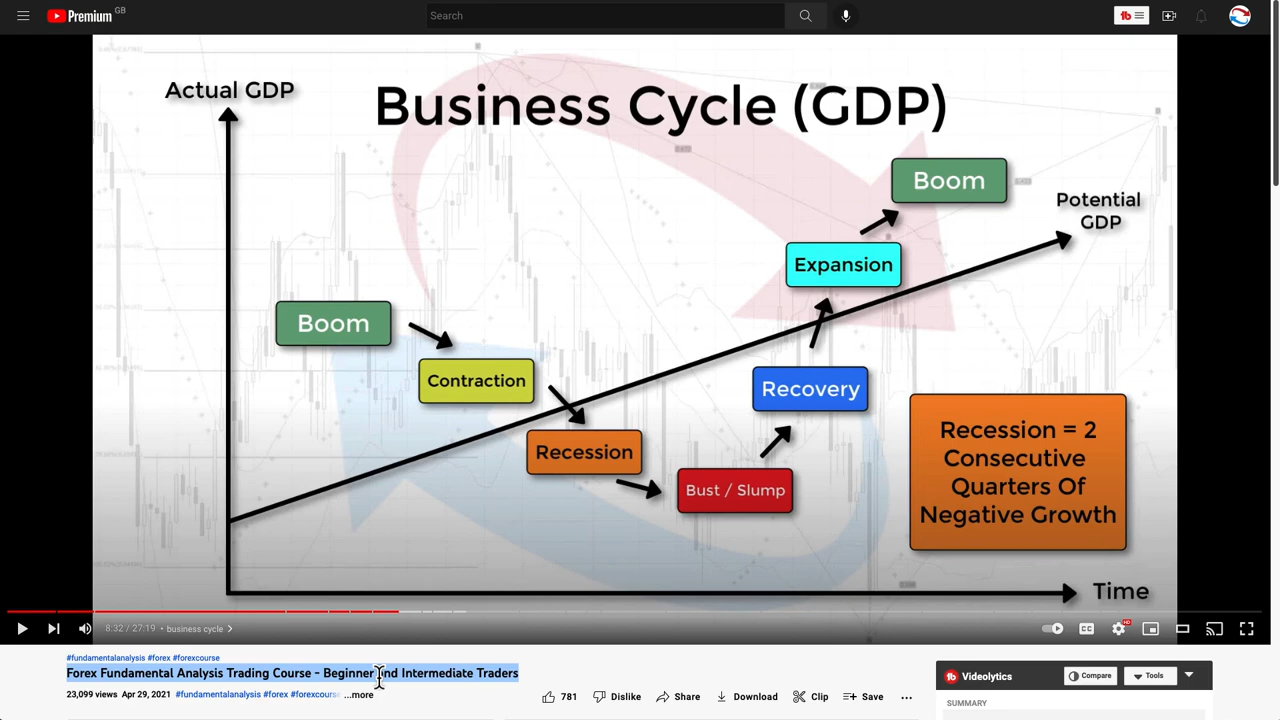 Premium GB
Search
Actual GDP
Business Cycle (GDP)
Boom
Potential
GDP
Expansion
Boom
Contraction
Recovery
Recession
Bust / Slump
Recession = 2
Consecutive
Quarters Of
Negative Growth
Time
8:32 / 27:19 • business cycle
CC
HD
#fundamentalanalysis #forex #forexcourse
Forex Fundamental Analysis Trading Course - Beginner and Intermediate Traders
23,099 views Apr 29, 2021 #fundamentalanalysis #forex #forexcourse ...more
781 Dislike Share Download Clip Save
Videolytics Compare Tools
SUMMARY